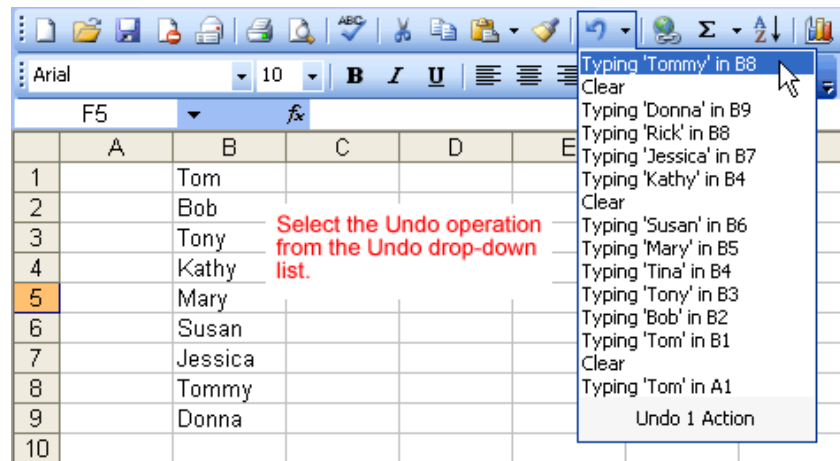 ABC
Σ
A
Z
Arial
10
B I U
F5
fx
A B C D E
1 Tom
2 Bob
3 Tony
4 Kathy
5 Mary
6 Susan
7 Jessica
8 Tommy
9 Donna
10
Select the Undo operation
from the Undo drop-down
list.
Typing 'Tommy' in B8
Clear
Typing 'Donna' in B9
Typing 'Rick' in B8
Typing 'Jessica' in B7
Typing 'Kathy' in B4
Clear
Typing 'Susan' in B6
Typing 'Mary' in B5
Typing 'Tina' in B4
Typing 'Tony' in B3
Typing 'Bob' in B2
Typing 'Tom' in B1
Clear
Typing 'Tom' in A1
Undo 1 Action